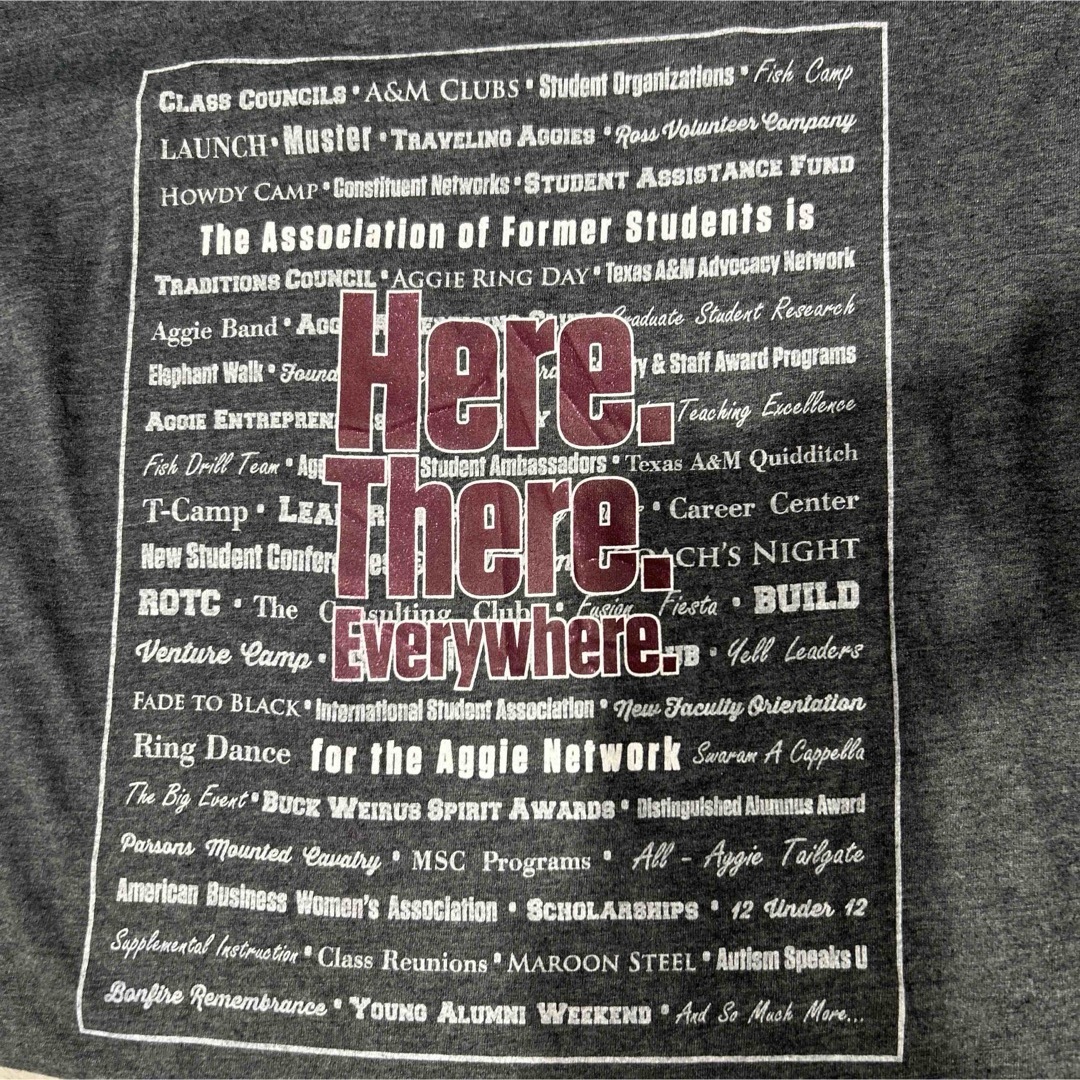 CLASS COUNCILS • A&M CLUBS • Student Organizations • Fish Camp
LAUNCH • Muster • TRAVELING AGGIES • Ross Volunteer Company
HOWDY CAMP • Constituent Networks • STUDENT ASSISTANCE FUND
The Association of Former Students is
TRADITIONS COUNCIL • AGGIE RING DAY • Texas A&M Advocacy Network
Aggie Band • Graduate Student Research
Here.
Elephant Walk • & Staff Award Programs
AGGIE Teaching Excellence
Fish Drill Team • Student Ambassadors • Texas A&M Quidditch
There.
T-Camp • • Career Center
New Student NIGHT
ROTC • The Consulting Club • Fusion Fiesta • BUILD
Everywhere.
Venture Camp • • Yell Leaders
FADE TO BLACK • International Student Association • New Faculty Orientation
Ring Dance for the Aggie Network Swaram A Cappella
The Big Event • BUCK WEIRUS SPIRIT AWARDS • Distinguished Alumnus Award
Parsons Mounted Cavalry • MSC Programs • All - Aggie Tailgate
American Business Women's Association • SCHOLARSHIPS • 12 Under 12
Supplemental Instruction • Class Reunions • MAROON STEEL • Autism Speaks U
Bonfire Remembrance • YOUNG ALUMNI WEEKEND • And So Much More...